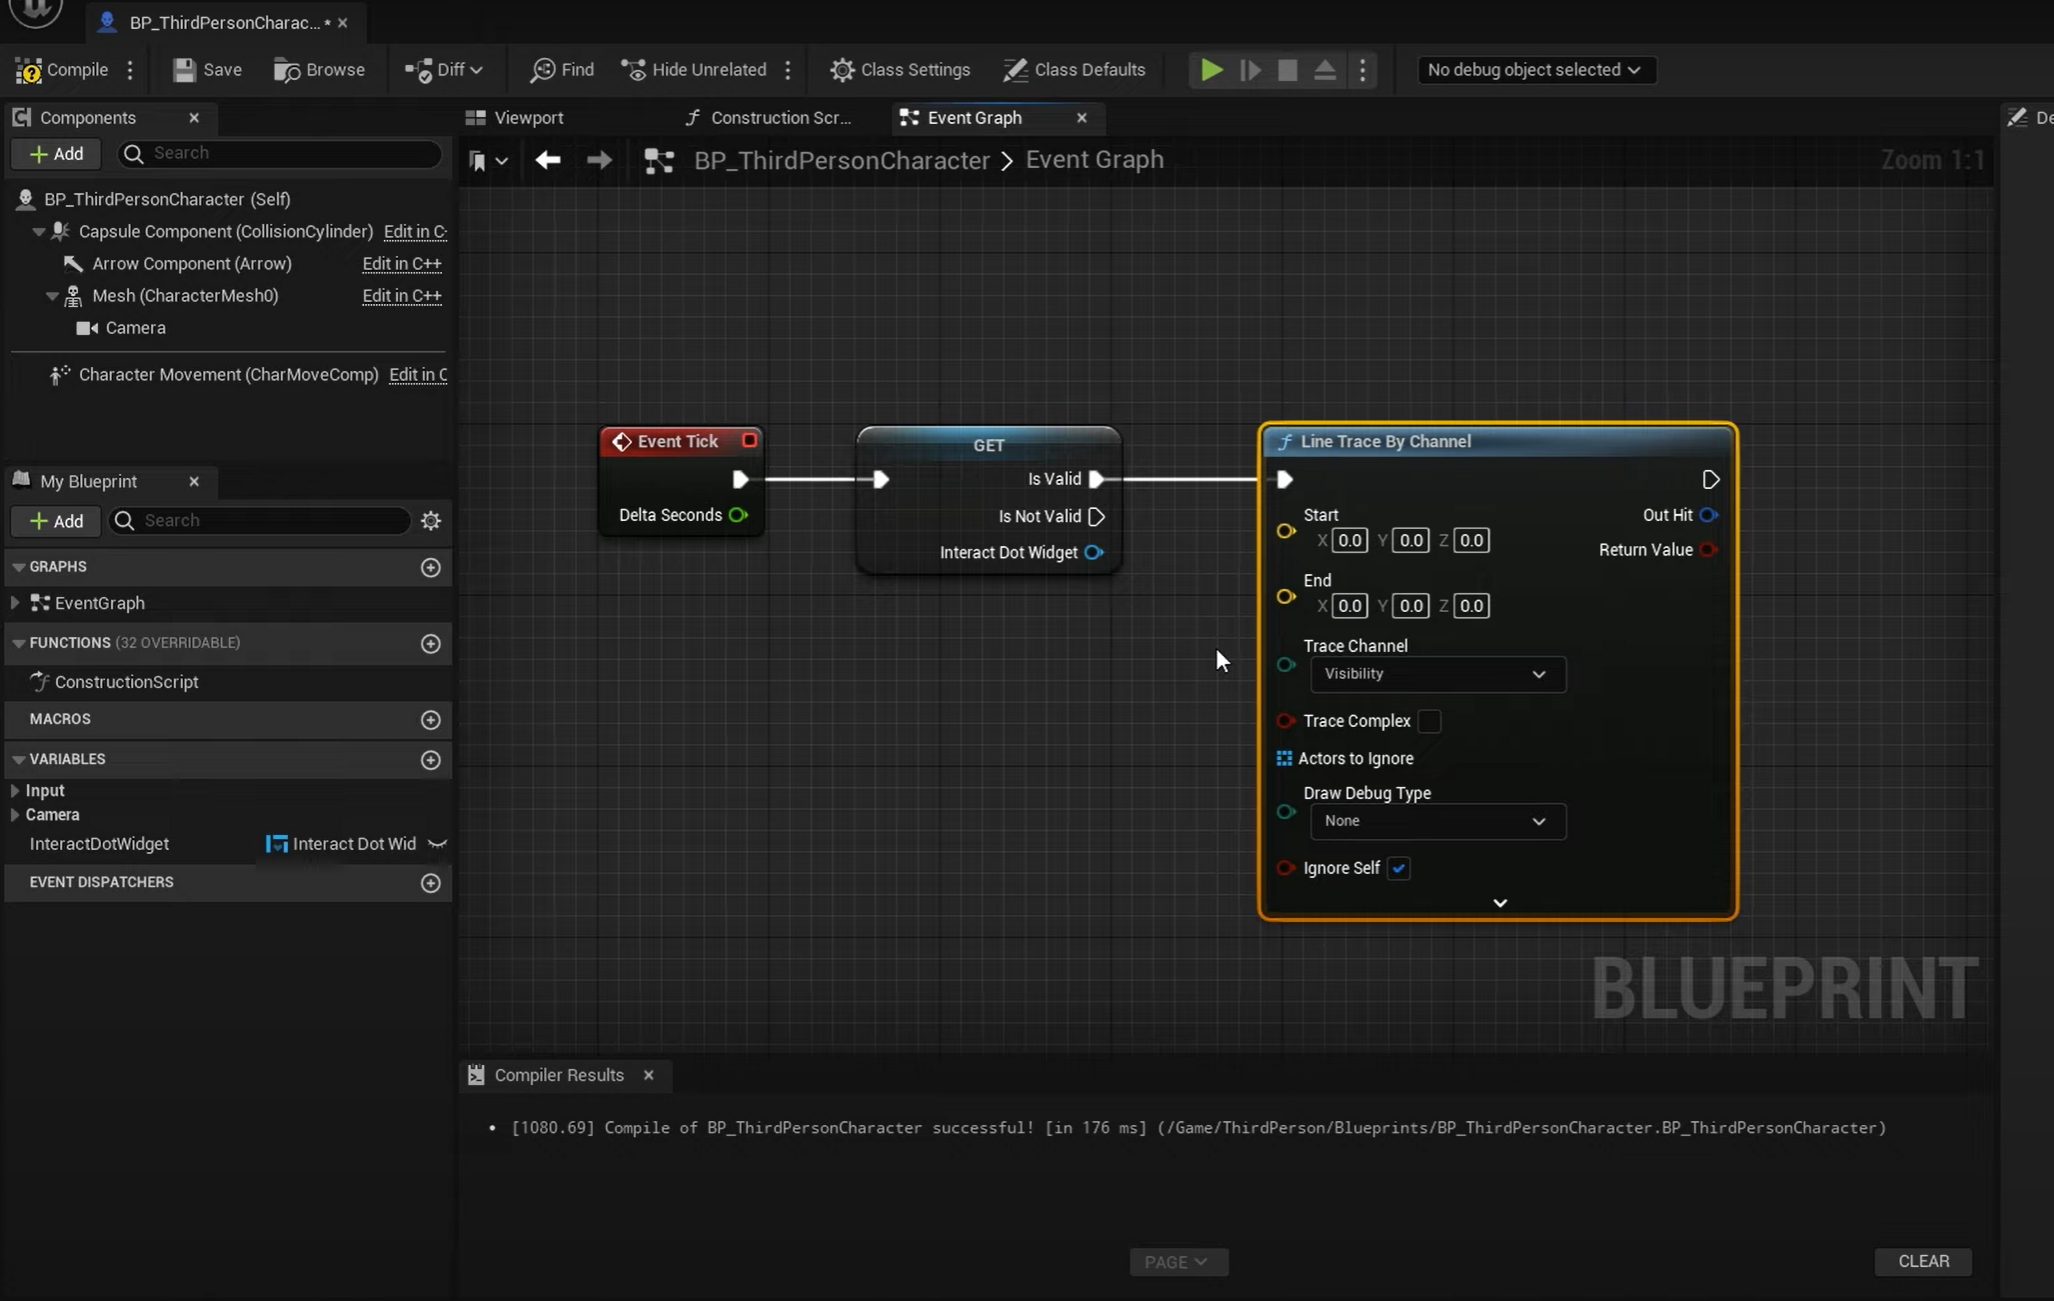 BP_ThirdPersonCharac... *
Compile
Save
Browse
Diff
Find
Hide Unrelated
Class Settings
Class Defaults
No debug object selected
Components
Add
Search
BP_ThirdPersonCharacter (Self)
Capsule Component (CollisionCylinder) Edit in C
Arrow Component (Arrow) Edit in C++
Mesh (CharacterMesh0) Edit in C++
Camera
Character Movement (CharMoveComp) Edit in C
My Blueprint
Add
Search
GRAPHS
EventGraph
FUNCTIONS (32 OVERRIDABLE)
ConstructionScript
MACROS
VARIABLES
Input
Camera
InteractDotWidget Interact Dot Wid
EVENT DISPATCHERS
Viewport
Construction Scr...
Event Graph
De
BP_ThirdPersonCharacter > Event Graph
Zoom 1:1
Event Tick
Delta Seconds
GET
Is Valid
Is Not Valid
Interact Dot Widget
Line Trace By Channel
Start
X 0.0 Y 0.0 Z 0.0
Out Hit
Return Value
End
X 0.0 Y 0.0 Z 0.0
Trace Channel
Visibility
Trace Complex
Actors to Ignore
Draw Debug Type
None
Ignore Self
BLUEPRINT
Compiler Results
• [1080.69] Compile of BP_ThirdPersonCharacter successful! [in 176 ms] (/Game/ThirdPerson/Blueprints/BP_ThirdPersonCharacter.BP_ThirdPersonCharacter)
PAGE
CLEAR